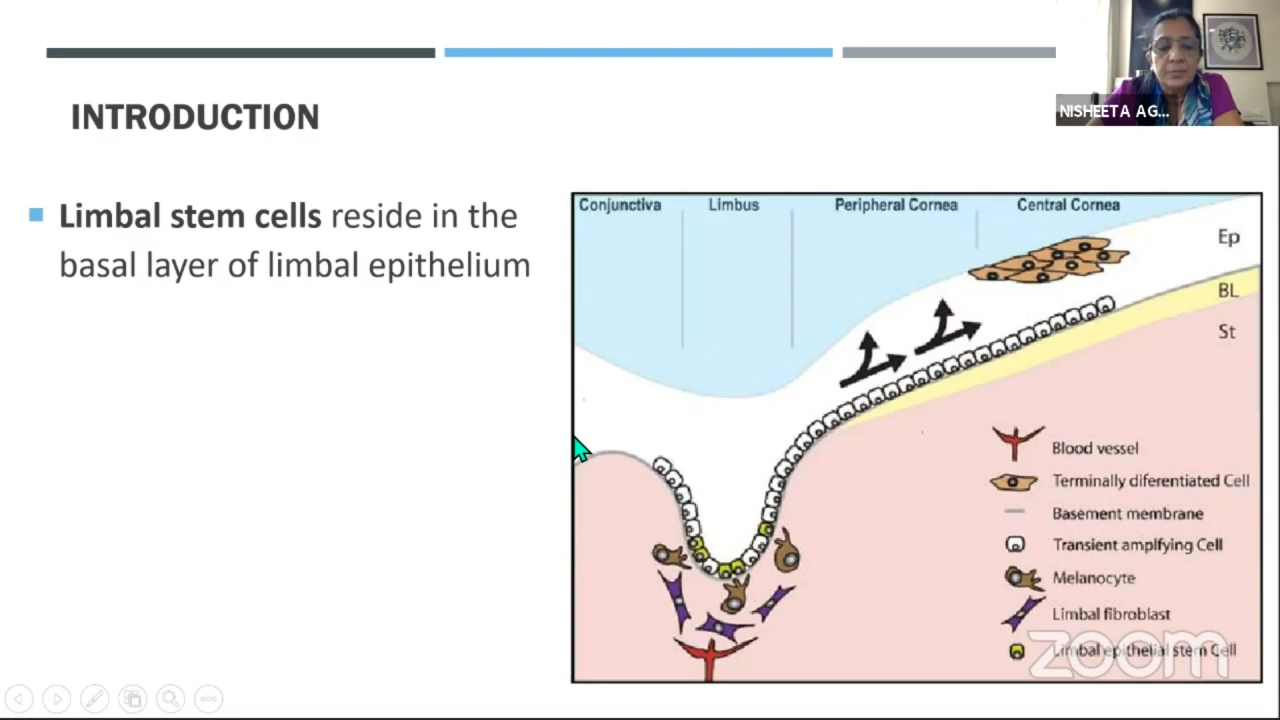 NISHEETA AG...
INTRODUCTION
Limbal stem cells reside in the
basal layer of limbal epithelium
Conjunctiva Limbus Peripheral Cornea Central Cornea
Ep
BL
St
Blood vessel
Terminally diferentiated Cell
Basement membrane
Transient amplfying Cell
Melanocyte
Limbal fibroblast
Limbal epithelial stem Cell
zoom